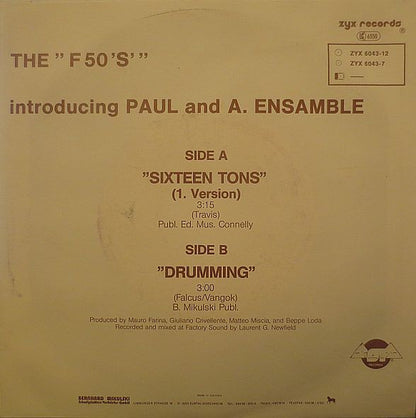 zyx records
ZYX 6043-12
ZYX 6043-7
THE " F 50 'S' "
introducing PAUL and A. ENSAMBLE
SIDE A
"SIXTEEN TONS"
(1. Version)
3:15
(Travis)
Publ. Ed. Mus. Connelly
SIDE B
"DRUMMING"
3:00
(Falcus/Vangok)
B. Mikulski Publ.
Produced by Mauro Farina, Giuliano Crivellente, Matteo Miscia, and Beppe Loda
Recorded and mixed at Factory Sound by Laurent G. Newfield
BERNHARD MIKULSKI